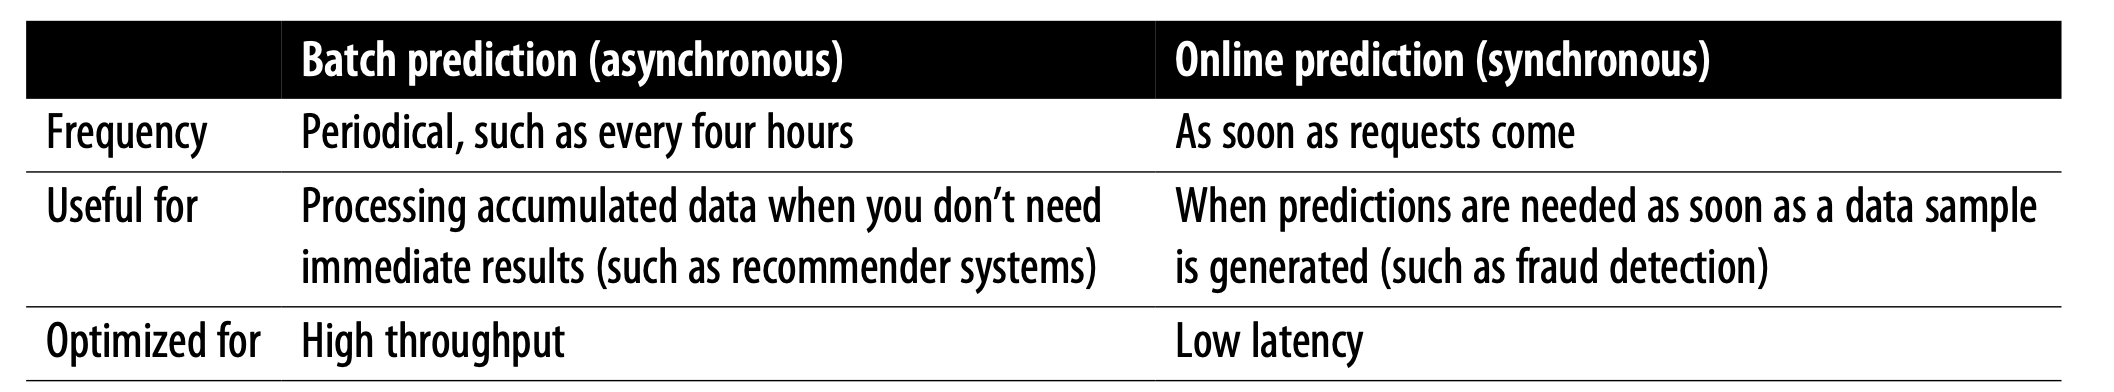 Batch prediction (asynchronous) Online prediction (synchronous)
Frequency Periodical, such as every four hours As soon as requests come
Useful for Processing accumulated data when you don’t need When predictions are needed as soon as a data sample
immediate results (such as recommender systems) is generated (such as fraud detection)
Optimized for High throughput Low latency